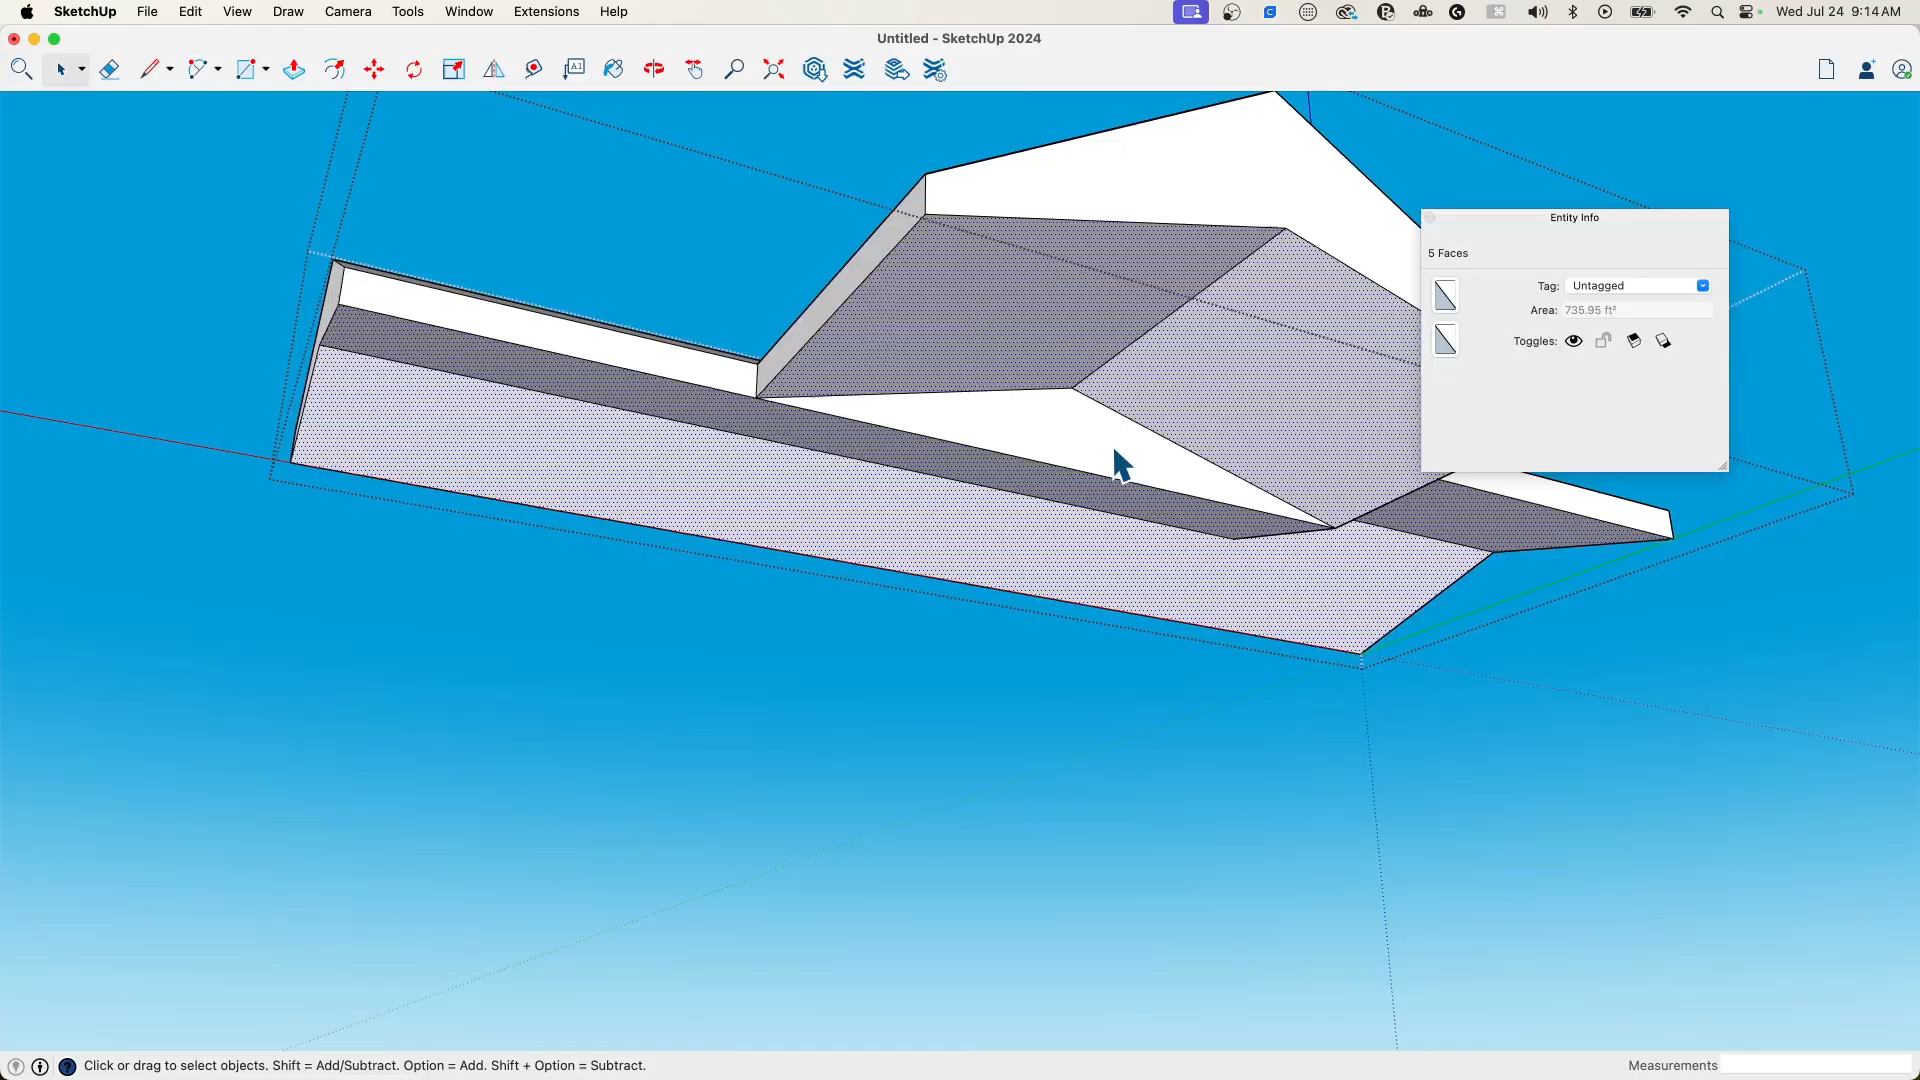 SketchUp File Edit View Draw Camera Tools Window Extensions Help
Wed Jul 24 9:14 AM
Untitled - SketchUp 2024
A1
Entity Info
5 Faces
Tag: Untagged
Area: 735.95 ft²
Toggles:
Click or drag to select objects. Shift = Add/Subtract. Option = Add. Shift + Option = Subtract.
Measurements